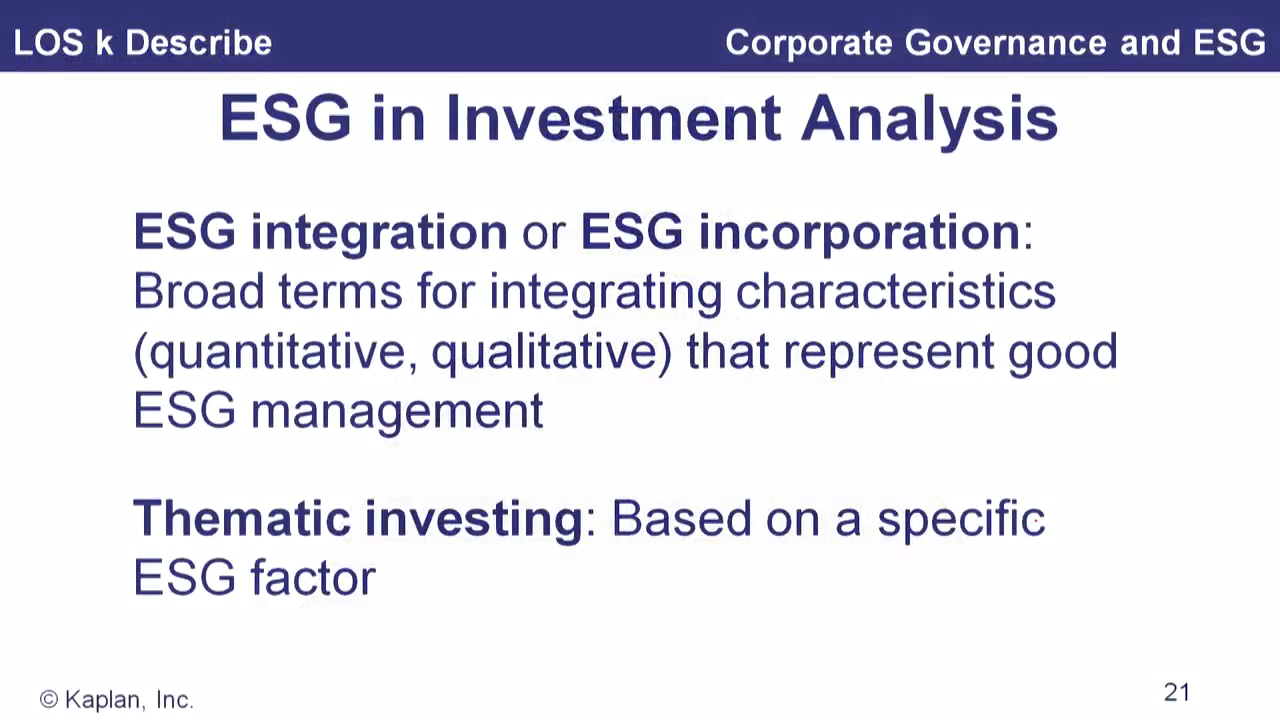 LOS k Describe
Corporate Governance and ESG
ESG in Investment Analysis
ESG integration or ESG incorporation:
Broad terms for integrating characteristics
(quantitative, qualitative) that represent good
ESG management
Thematic investing: Based on a specific
ESG factor
© Kaplan, Inc.
21